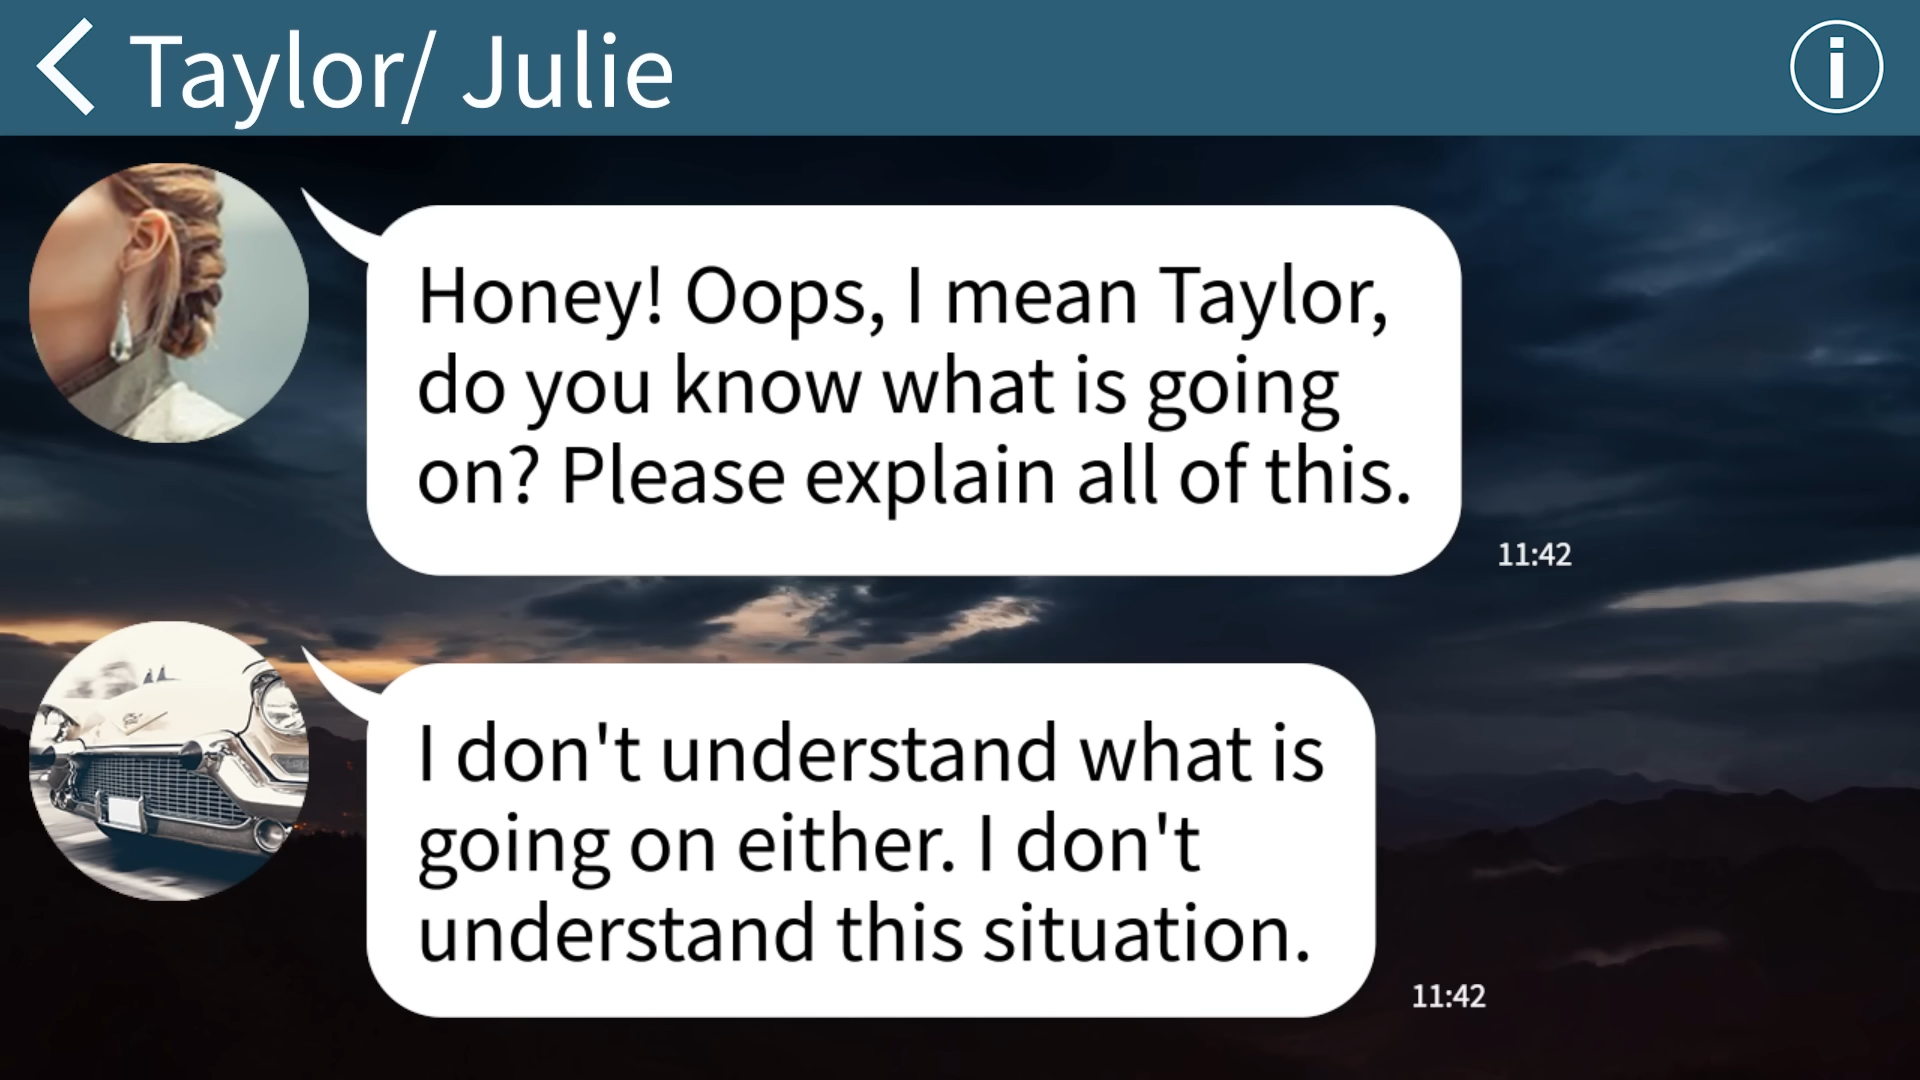 Taylor/ Julie
Honey! Oops, I mean Taylor,
do you know what is going
on? Please explain all of this.
11:42
I don't understand what is
going on either. I don't
understand this situation.
11:42